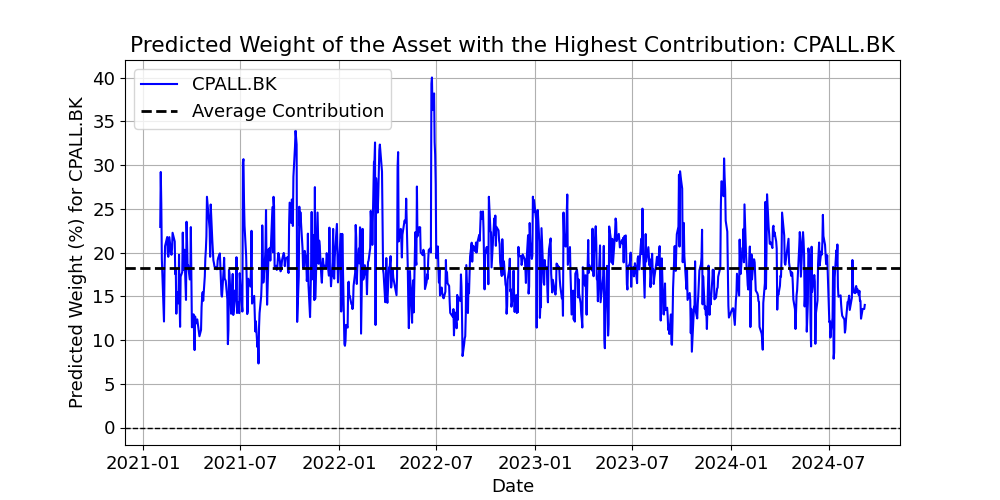 Predicted Weight of the Asset with the Highest Contribution: CPALL.BK
CPALL.BK
Average Contribution
Predicted Weight (%) for CPALL.BK
40
35
30
25
20
15
10
5
0
2021-01 2021-07 2022-01 2022-07 2023-01 2023-07 2024-01 2024-07
Date